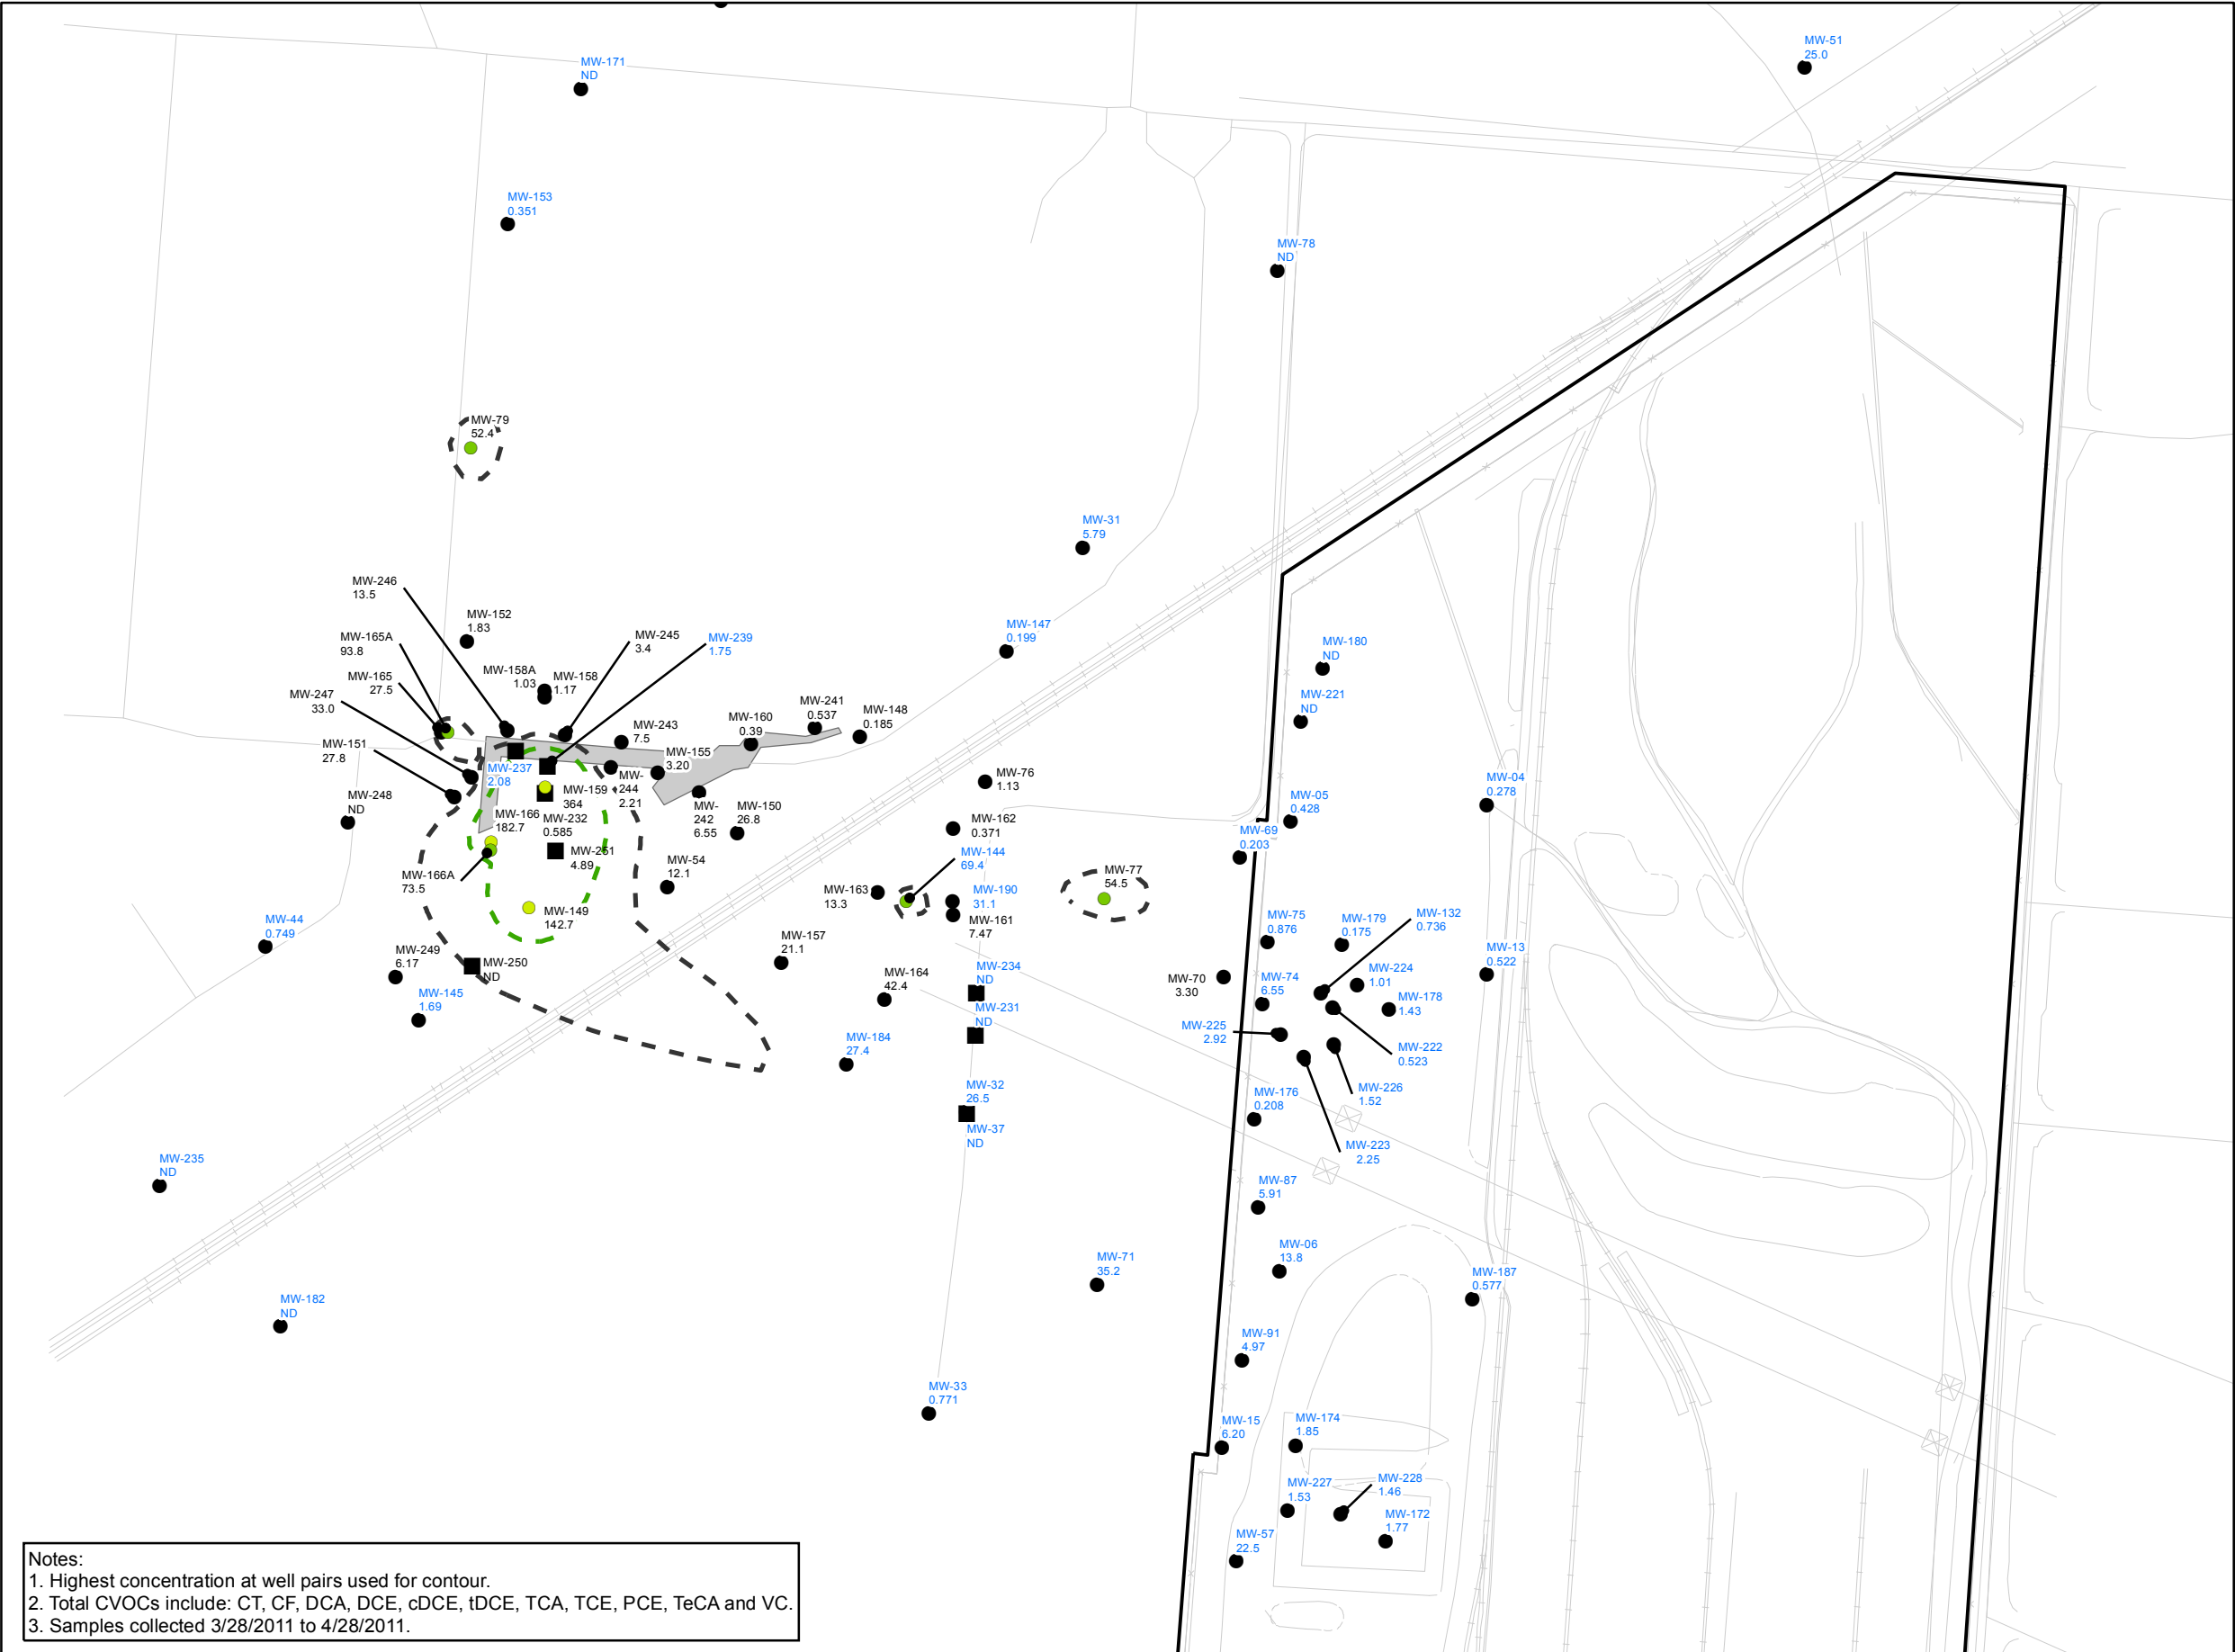 MW-51
25.0
MW-171
ND
MW-153
0.351
MW-78
ND
MW-79
52.4
MW-31
5.79
MW-246
13.5
MW-152
1.83
MW-165A
93.8
MW-245
3.4
MW-239
1.75
MW-147
0.199
MW-180
ND
MW-158A
1.03
MW-158
1.17
MW-165
27.5
MW-247
33.0
MW-221
ND
MW-241
0.537
MW-148
0.185
MW-243
7.5
MW-160
0.39
MW-151
27.8
MW-155
3.20
MW-237
2.08
MW-244
2.21
MW-76
1.13
MW-04
0.278
MW-159
364
MW-248
ND
MW-242
6.55
MW-150
26.8
MW-05
0.428
MW-166
182.7
MW-232
0.585
MW-162
0.371
MW-69
0.203
MW-251
4.89
MW-144
69.4
MW-54
12.1
MW-166A
73.5
MW-77
54.5
MW-163
13.3
MW-190
31.1
MW-149
142.7
MW-161
7.47
MW-44
0.749
MW-75
0.876
MW-179
0.175
MW-132
0.736
MW-157
21.1
MW-13
0.522
MW-249
6.17
MW-250
ND
MW-164
42.4
MW-234
ND
MW-70
3.30
MW-74
6.55
MW-224
1.01
MW-145
1.69
MW-231
ND
MW-178
1.43
MW-225
2.92
MW-184
27.4
MW-222
0.523
MW-32
26.5
MW-226
1.52
MW-176
0.208
MW-37
ND
MW-223
2.25
MW-235
ND
MW-87
5.91
MW-06
13.8
MW-71
35.2
MW-187
0.577
MW-182
ND
MW-91
4.97
MW-33
0.771
MW-15
6.20
MW-174
1.85
MW-227
1.53
MW-228
1.46
MW-172
1.77
MW-57
22.5
Notes:
1. Highest concentration at well pairs used for contour.
2. Total CVOCs include: CT, CF, DCA, DCE, cDCE, tDCE, TCA, TCE, PCE, TeCA and VC.
3. Samples collected 3/28/2011 to 4/28/2011.